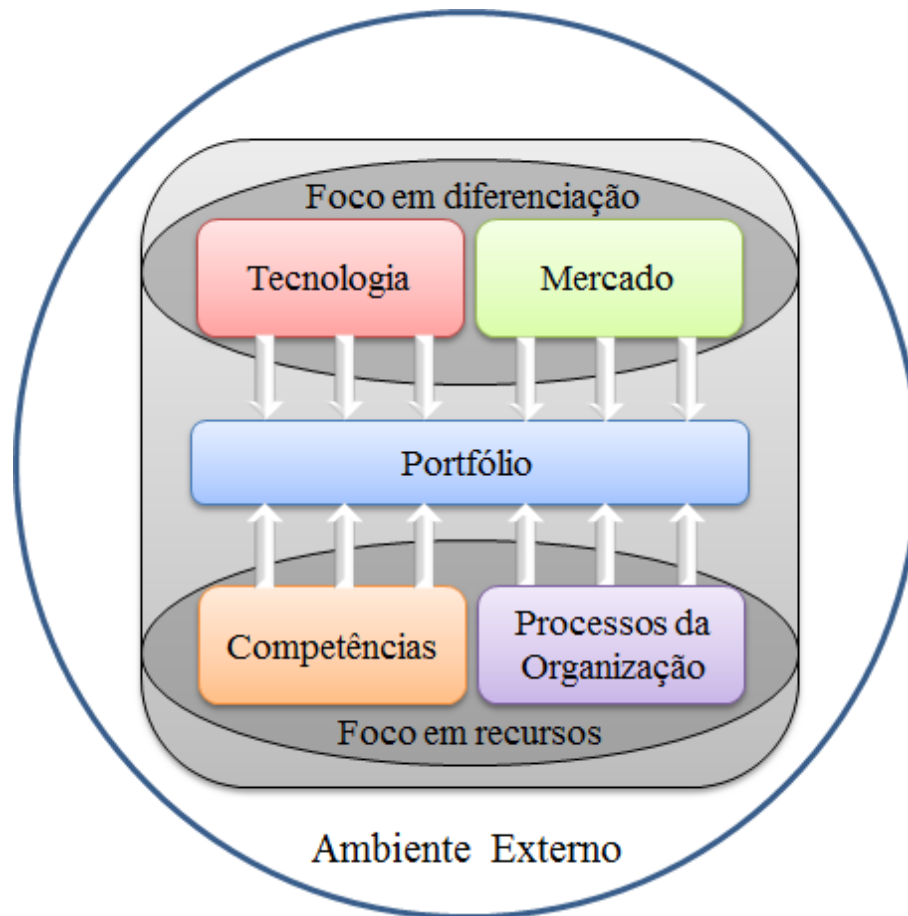 Foco em diferenciação
Tecnologia
Mercado
Portfólio
Competências
Processos da
Organização
Foco em recursos
Ambiente Externo